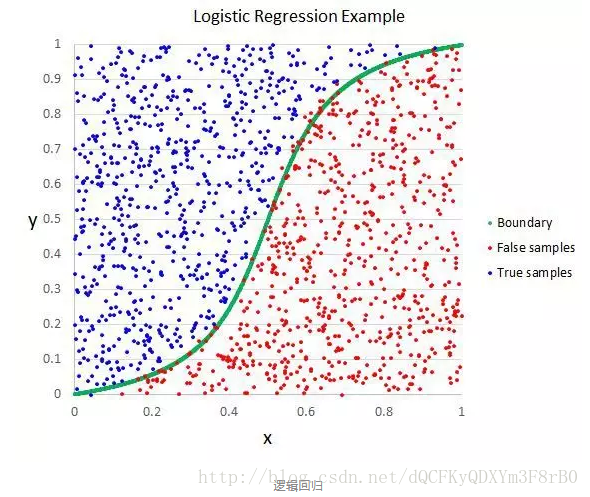 Logistic Regression Example
1
0.9
0.8
0.7
0.6
0.5
0.4
0.3
0.2
0.1
0
y
0 0.2 0.4 0.6 0.8 1
x
Boundary
False samples
True samples
http://blog.csdn.net/dQCFKyQDXYm3F8rB0
逻辑回归